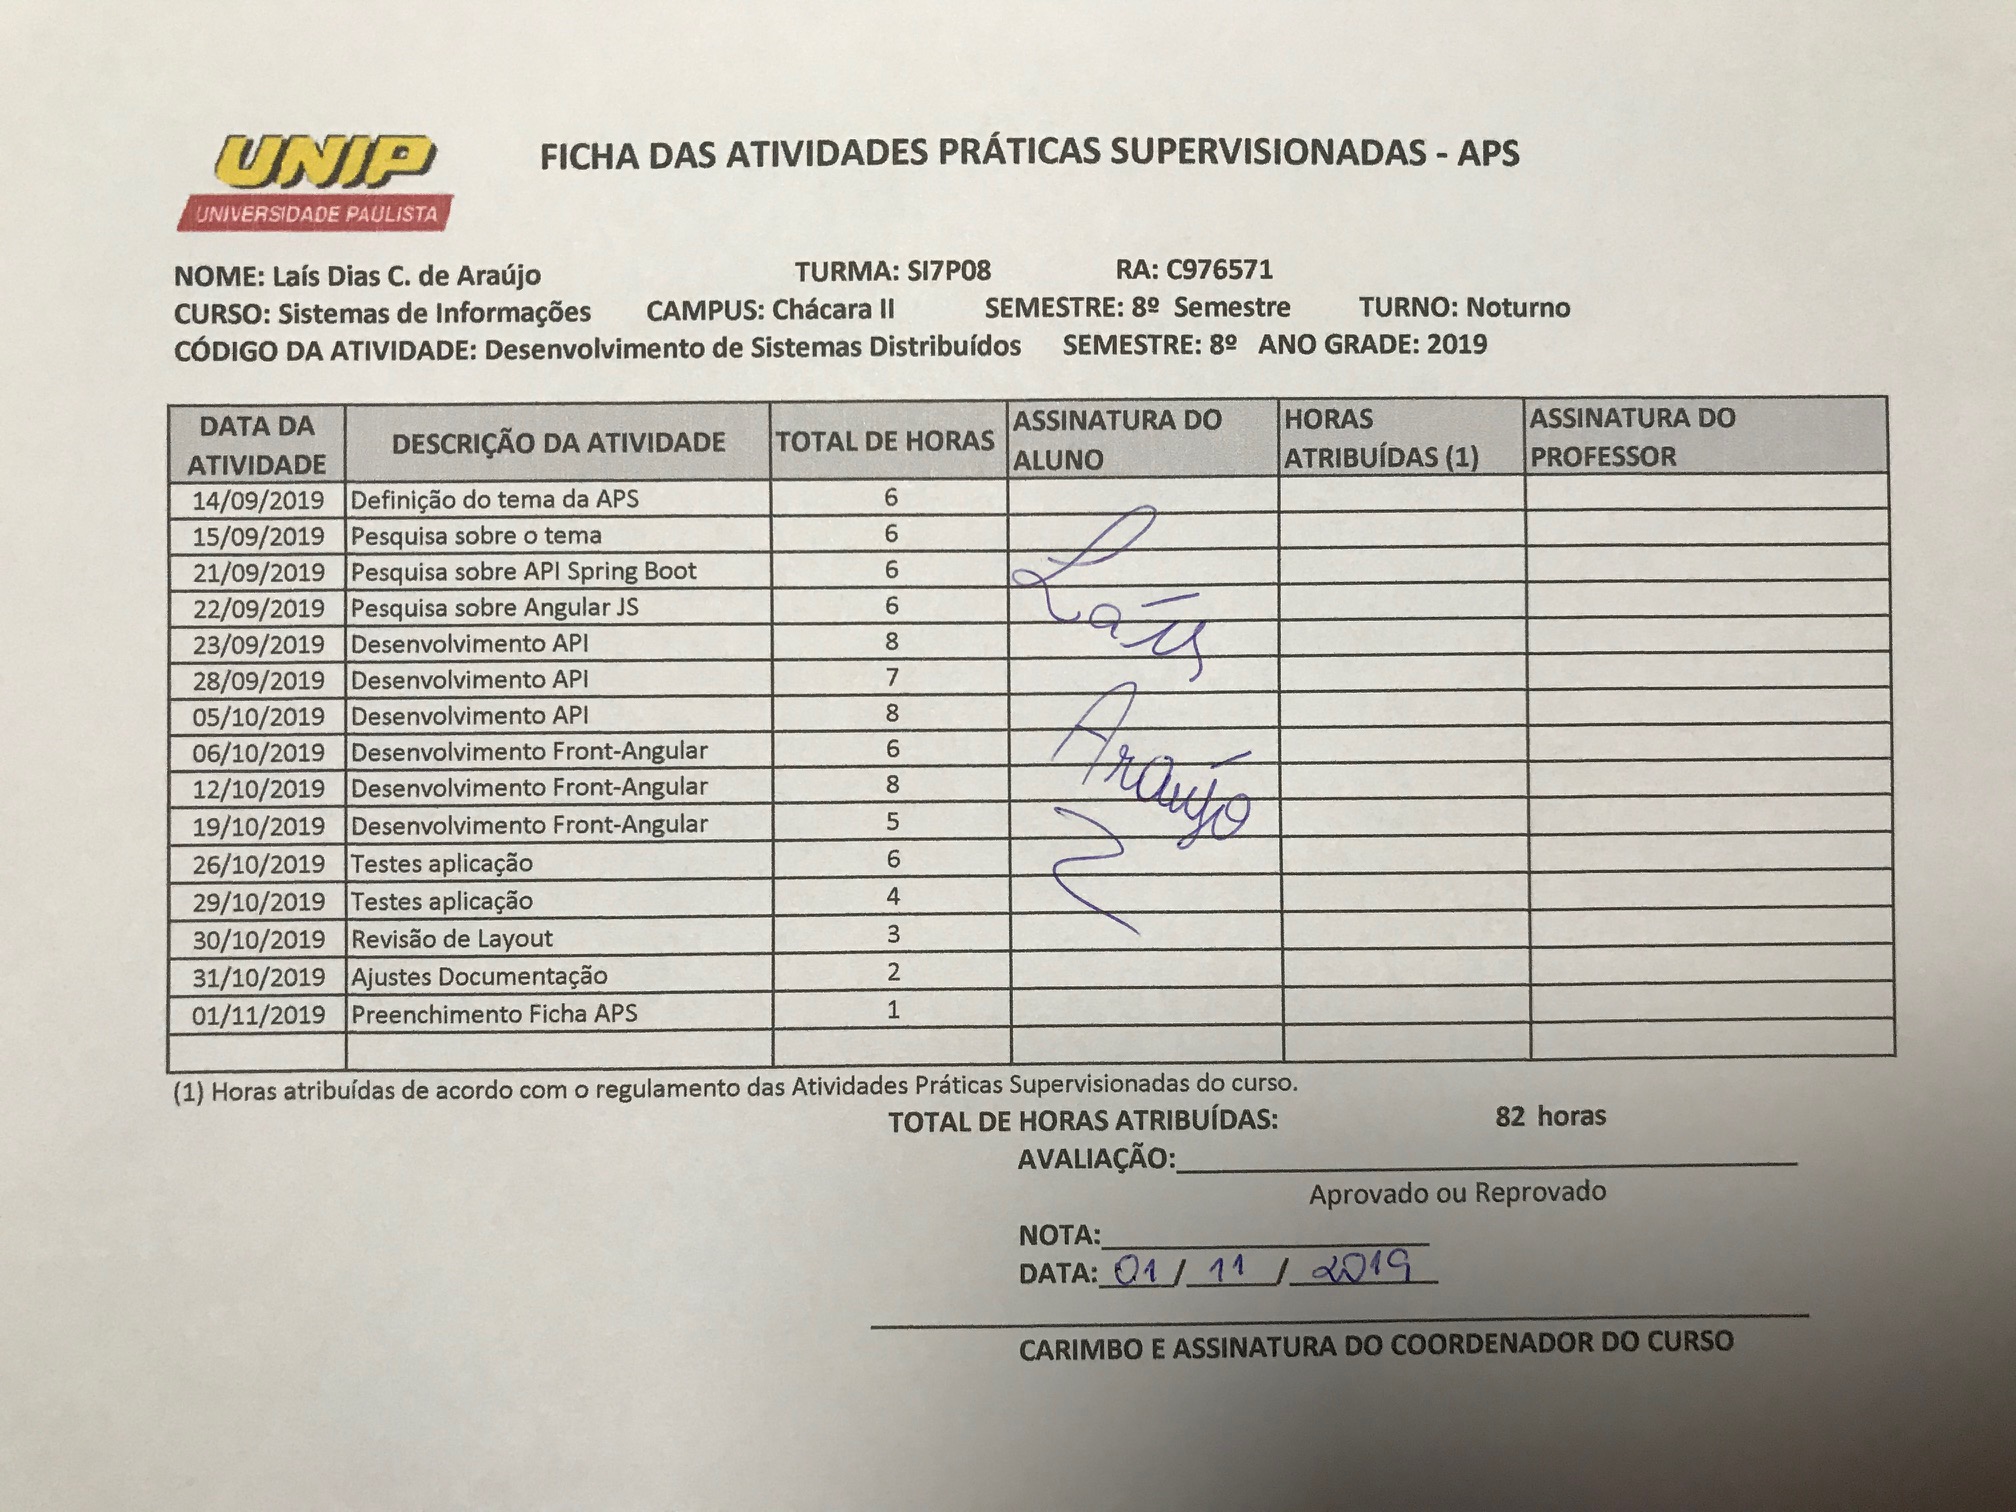 UNIP
UNIVERSIDADE PAULISTA
FICHA DAS ATIVIDADES PRÁTICAS SUPERVISIONADAS - APS
NOME: Laís Dias C. de Araújo TURMA: SI7P08 RA: C976571
CURSO: Sistemas de Informações CAMPUS: Chácara II SEMESTRE: 8º Semestre TURNO: Noturno
CÓDIGO DA ATIVIDADE: Desenvolvimento de Sistemas Distribuídos SEMESTRE: 8º ANO GRADE: 2019
DATA DA ATIVIDADE DESCRIÇÃO DA ATIVIDADE TOTAL DE HORAS ASSINATURA DO ALUNO HORAS ATRIBUÍDAS (1) ASSINATURA DO PROFESSOR
14/09/2019 Definição do tema da APS 6
15/09/2019 Pesquisa sobre o tema 6
21/09/2019 Pesquisa sobre API Spring Boot 6
22/09/2019 Pesquisa sobre Angular JS 6
23/09/2019 Desenvolvimento API 8
28/09/2019 Desenvolvimento API 7
05/10/2019 Desenvolvimento API 8
06/10/2019 Desenvolvimento Front-Angular 6
12/10/2019 Desenvolvimento Front-Angular 8
19/10/2019 Desenvolvimento Front-Angular 5
26/10/2019 Testes aplicação 6
29/10/2019 Testes aplicação 4
30/10/2019 Revisão de Layout 3
31/10/2019 Ajustes Documentação 2
01/11/2019 Preenchimento Ficha APS 1
Laís Araújo
(1) Horas atribuídas de acordo com o regulamento das Atividades Práticas Supervisionadas do curso.
TOTAL DE HORAS ATRIBUÍDAS: 82 horas
AVALIAÇÃO:
Aprovado ou Reprovado
NOTA:
DATA: 01 / 11 / 2019
CARIMBO E ASSINATURA DO COORDENADOR DO CURSO